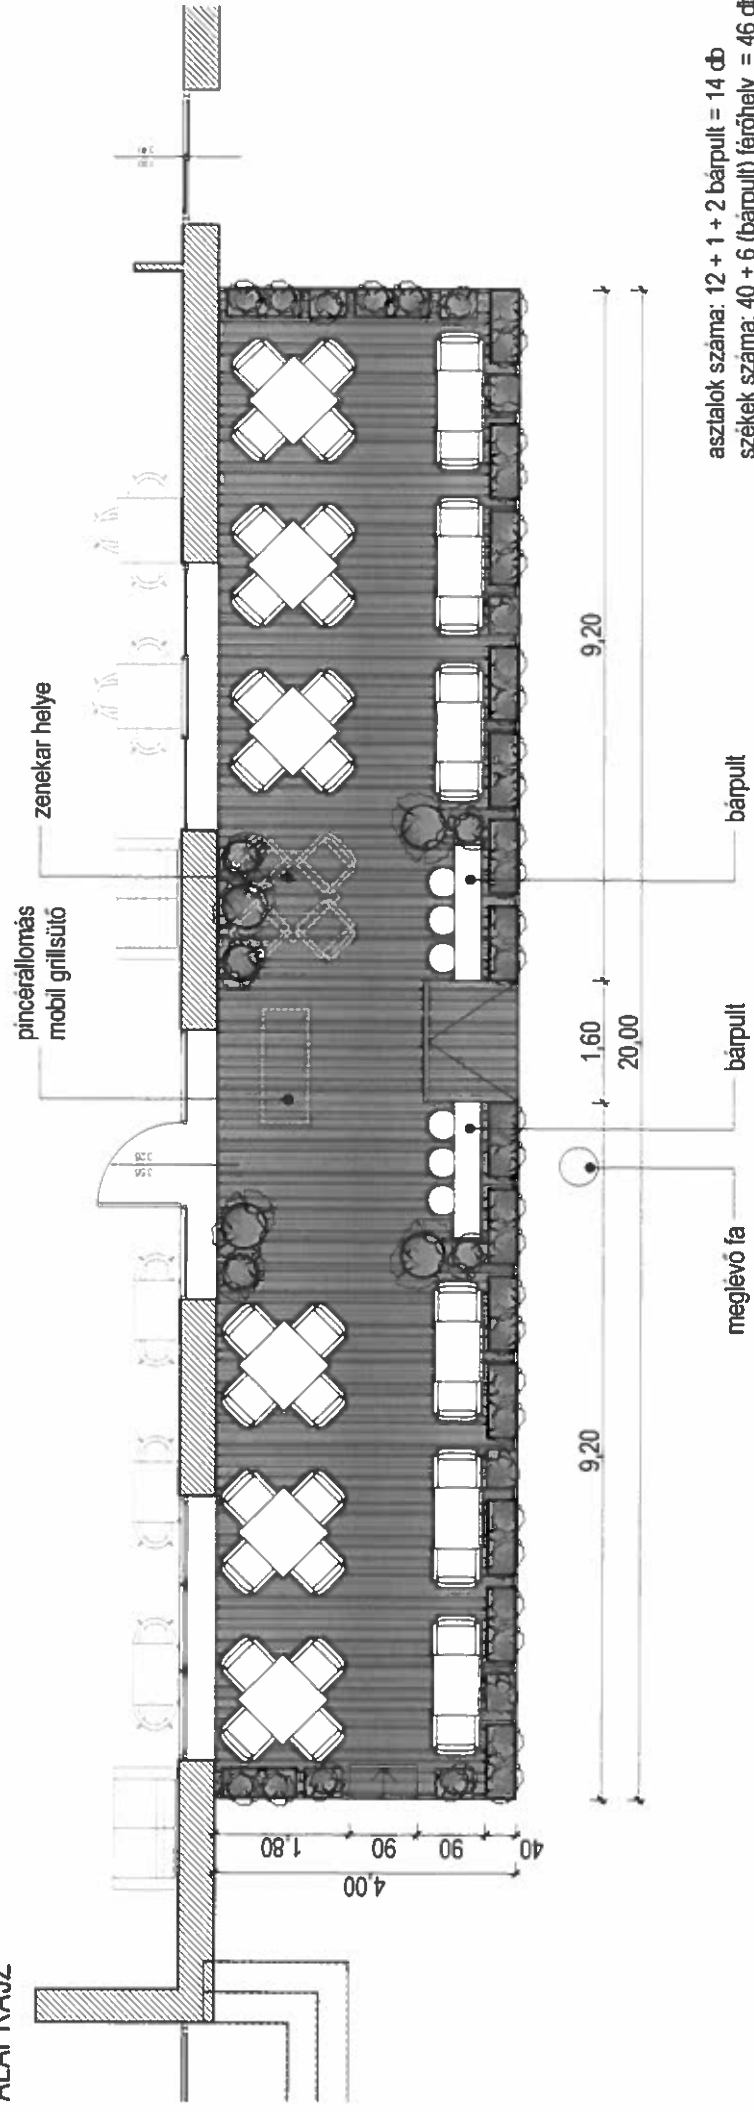 ALAPRAJZ
pincérállomás
mobil grillsütő
zenekar helye
1,80
90
90
40
4,00
9,20
1,60
9,20
20,00
meglévő fa
bárpult
bárpult
asztalok száma: 12 + 1 + 2 bárpult = 14 db
székek száma: 40 + 6 (bárpult) férőhely = 46 db